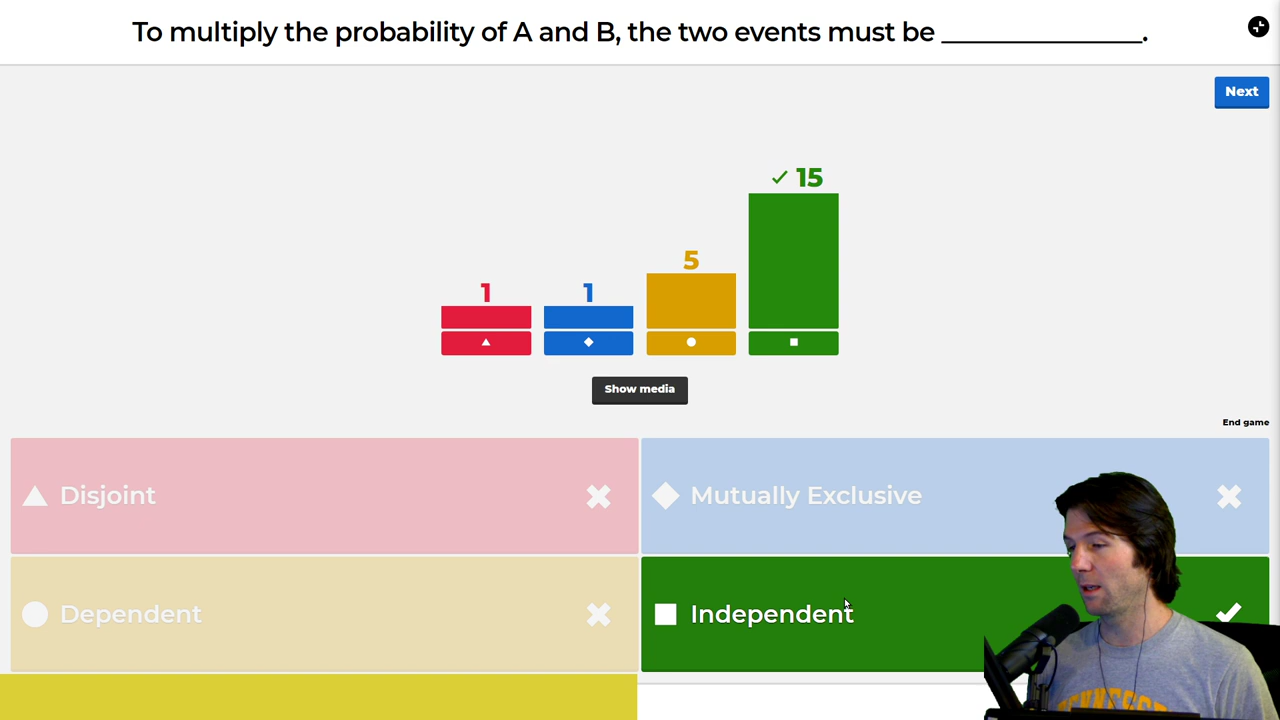 To multiply the probability of A and B, the two events must be _______________.
Next
1
1
5
15
Show media
End game
Disjoint
Mutually Exclusive
Dependent
Independent
TENNESSEE